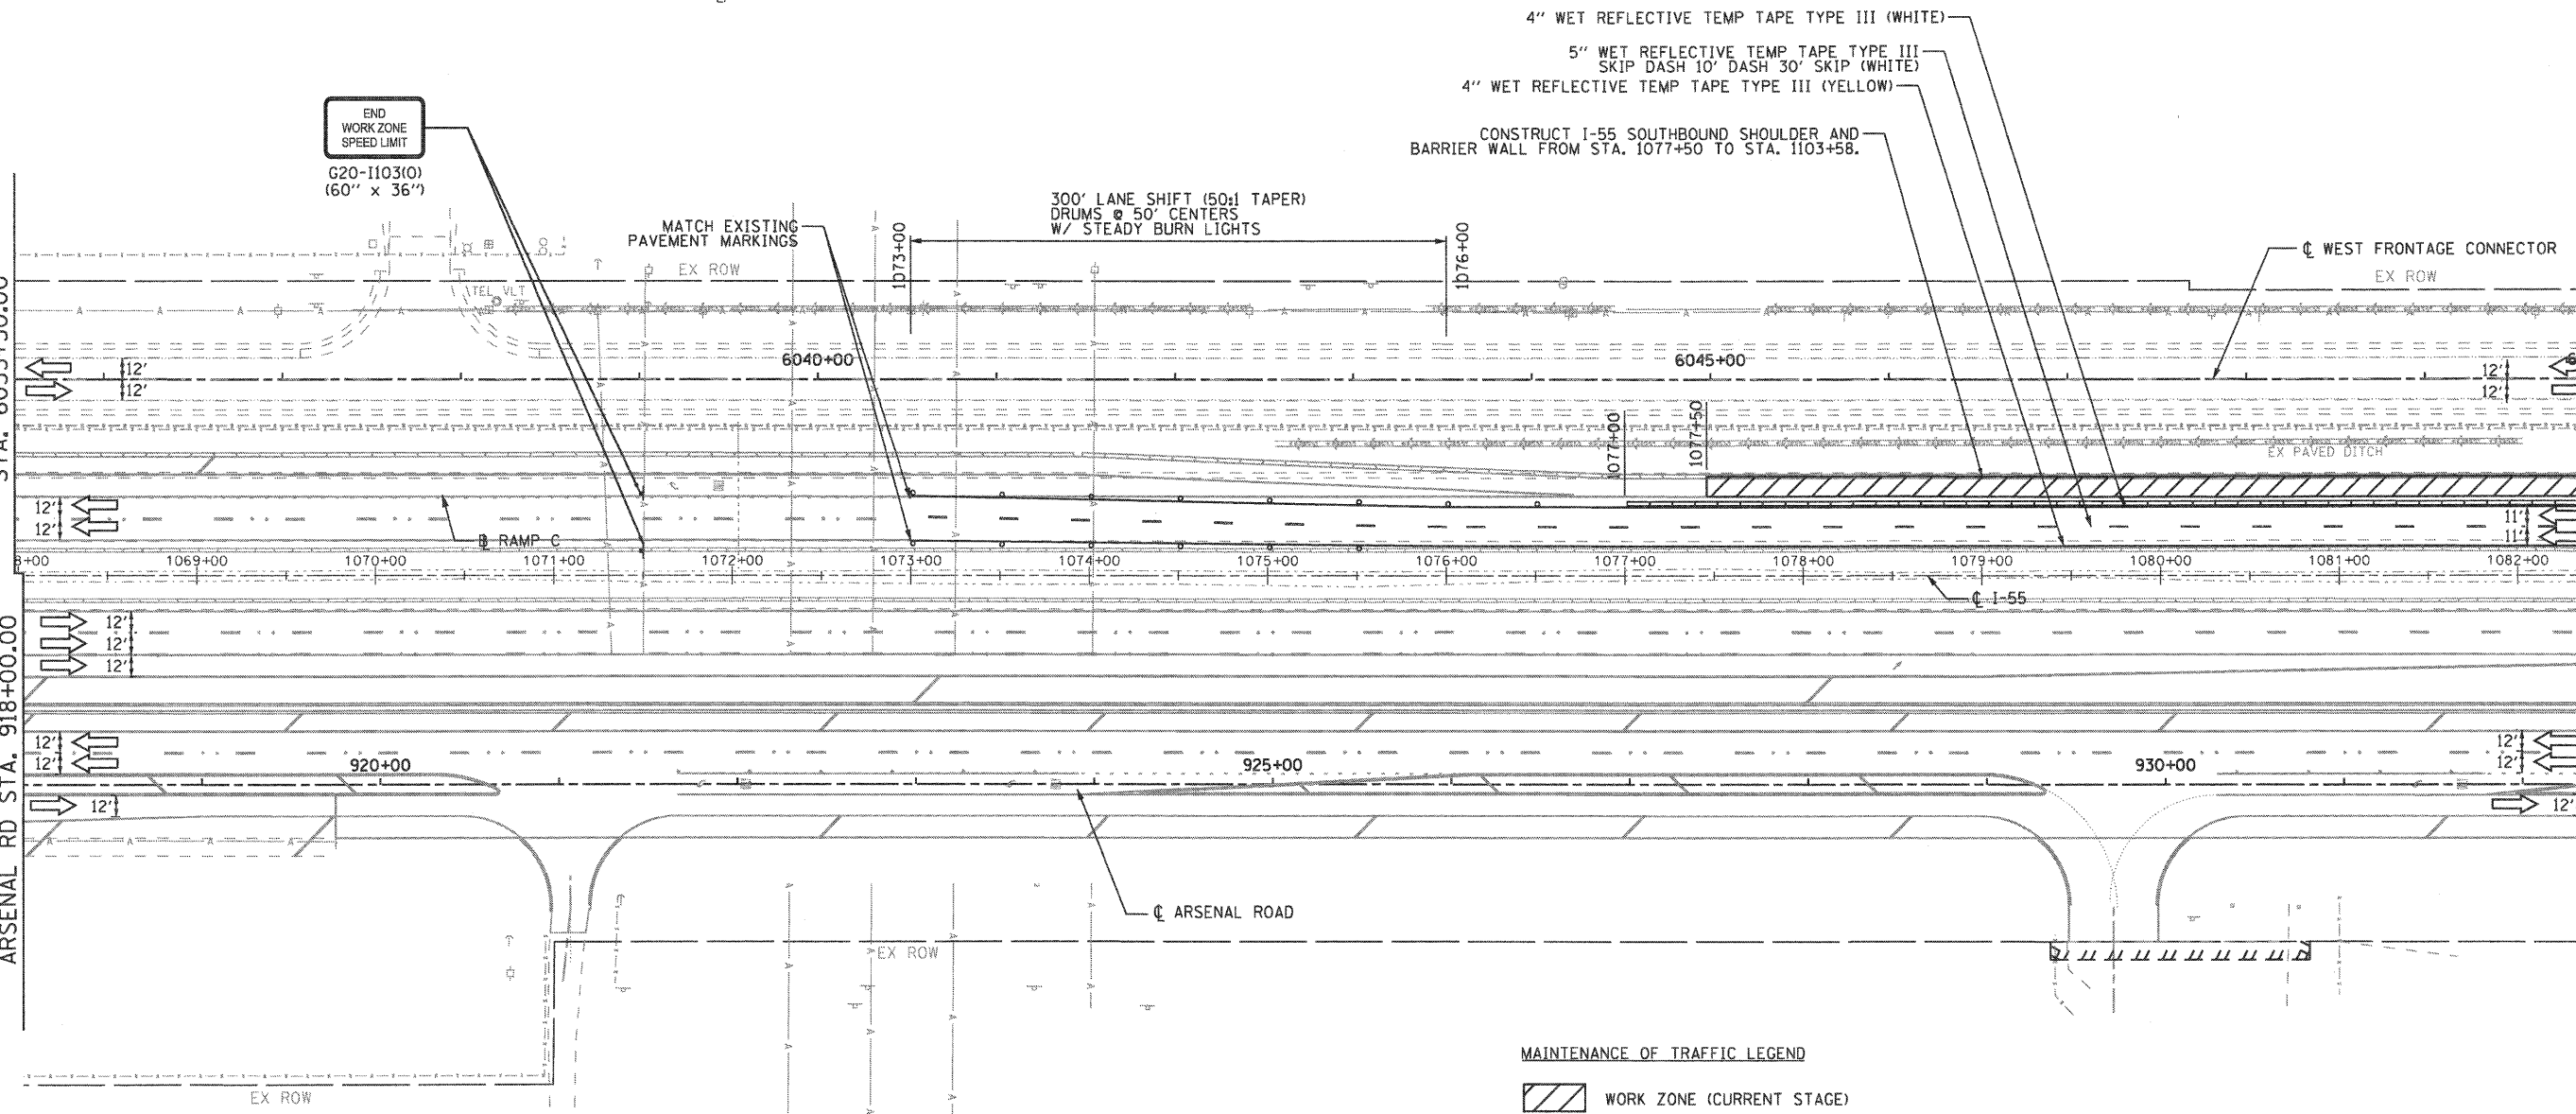 4" WET REFLECTIVE TEMP TAPE TYPE III (WHITE)
5" WET REFLECTIVE TEMP TAPE TYPE III
SKIP DASH 10' DASH 30' SKIP (WHITE)
4" WET REFLECTIVE TEMP TAPE TYPE III (YELLOW)
CONSTRUCT I-55 SOUTHBOUND SHOULDER AND
BARRIER WALL FROM STA. 1077+50 TO STA. 1103+58.
END
WORK ZONE
SPEED LIMIT
G20-I103(O)
(60" x 36")
MATCH EXISTING
PAVEMENT MARKINGS
300' LANE SHIFT (50:1 TAPER)
DRUMS @ 50' CENTERS
W/ STEADY BURN LIGHTS
1073+00
1076+00
℄ WEST FRONTAGE CONNECTOR
EX ROW
EX ROW
TEL VLT
6040+00
6045+00
12'
12'
12'
12'
1077+00
1077+50
EX PAVED DITCH
12'
12'
11'
11'
RAMP C
8+00
1069+00
1070+00
1071+00
1072+00
1073+00
1074+00
1075+00
1076+00
1077+00
1078+00
1079+00
1080+00
1081+00
1082+00
℄ I-55
12'
12'
12'
ARSENAL RD STA. 918+00.00
12'
12'
12'
12'
920+00
925+00
930+00
12'
12'
℄ ARSENAL ROAD
EX ROW
EX ROW
MAINTENANCE OF TRAFFIC LEGEND
WORK ZONE (CURRENT STAGE)